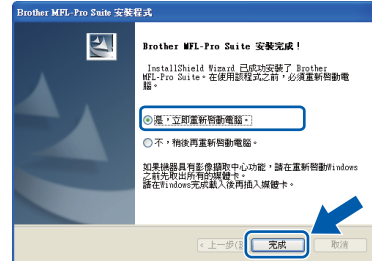 Brother MFL-Pro Suite 安裝程式
Brother MFL-Pro Suite 安裝完成！
InstallShield Wizard 已成功安裝了 Brother
MFL-Pro Suite。在使用該程式之前，必須重新啟動電
腦。
是，立即重新啟動電腦。
不，稍後再重新啟動電腦。
如果機器具有影像擷取中心功能，請在重新啟動Windows
之前先取出所有的媒體卡。
請在Windows完成載入後再插入媒體卡。
< 上一步(B
完成
取消